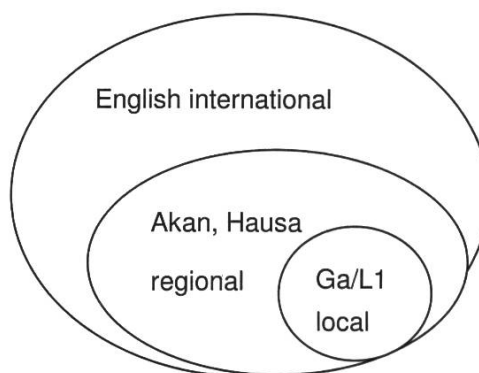 English international
Akan, Hausa
regional
Ga/L1
local